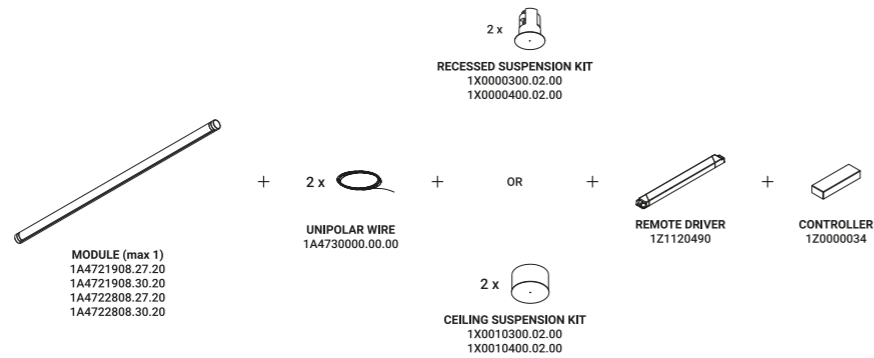 2 x
RECESSED SUSPENSION KIT
1X0000300.02.00
1X0000400.02.00
+
2 x
+
OR
+
+
MODULE (max 1)
1A4721908.27.20
1A4721908.30.20
1A4722808.27.20
1A4722808.30.20
UNIPOLAR WIRE
1A4730000.00.00
REMOTE DRIVER
1Z1120490
CONTROLLER
1Z0000034
2 x
CEILING SUSPENSION KIT
1X0010300.02.00
1X0010400.02.00